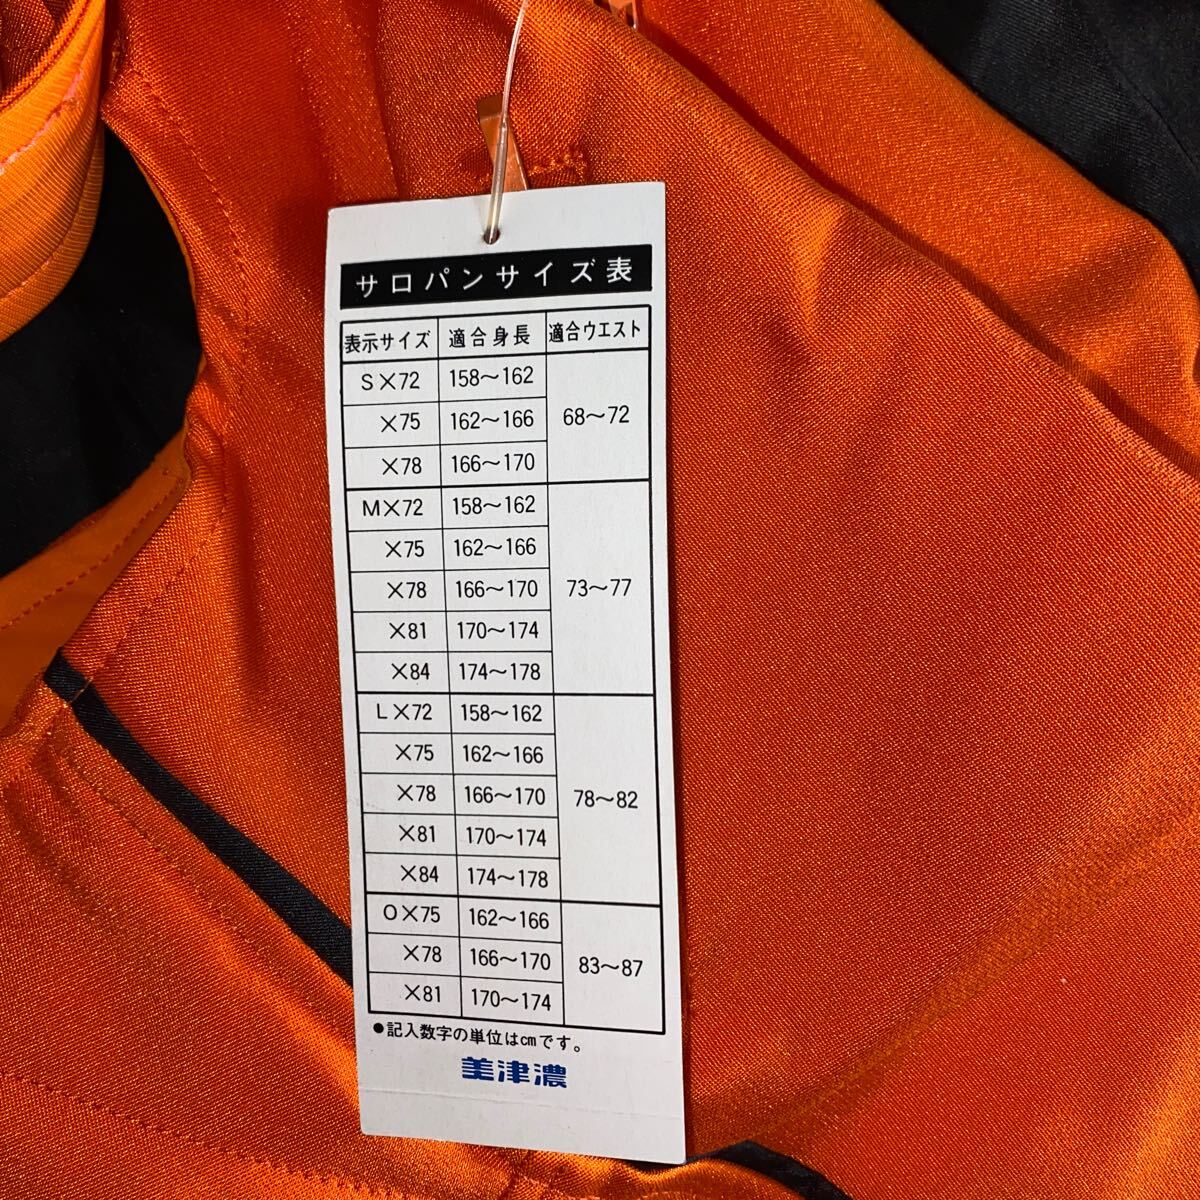 サロパンサイズ表
表示サイズ 適合身長 適合ウエスト
S×72 158〜162
×75 162〜166 68〜72
×78 166〜170
M×72 158〜162
×75 162〜166
×78 166〜170 73〜77
×81 170〜174
×84 174〜178
L×72 158〜162
×75 162〜166
×78 166〜170 78〜82
×81 170〜174
×84 174〜178
O×75 162〜166
×78 166〜170 83〜87
×81 170〜174
●記入数字の単位は㎝です。
美津濃